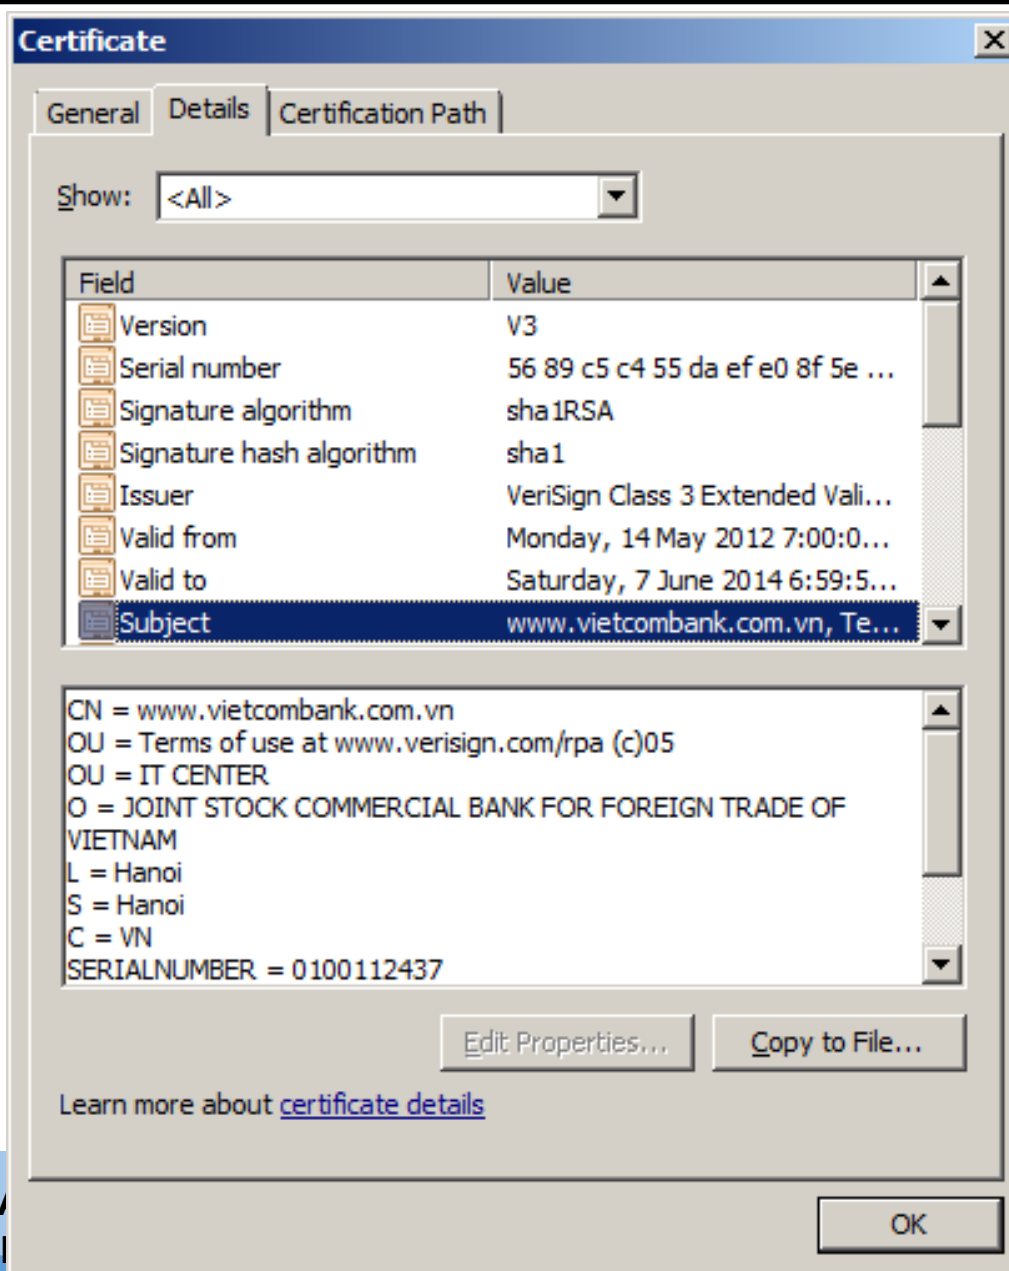 Certificate
General
Details
Certification Path
Show:
<All>
Field Value
Version V3
Serial number 56 89 c5 c4 55 da ef e0 8f 5e ...
Signature algorithm sha1RSA
Signature hash algorithm sha1
Issuer VeriSign Class 3 Extended Vali...
Valid from Monday, 14 May 2012 7:00:0...
Valid to Saturday, 7 June 2014 6:59:5...
Subject www.vietcombank.com.vn, Te...
CN = www.vietcombank.com.vn
OU = Terms of use at www.verisign.com/rpa (c)05
OU = IT CENTER
O = JOINT STOCK COMMERCIAL BANK FOR FOREIGN TRADE OF
VIETNAM
L = Hanoi
S = Hanoi
C = VN
SERIALNUMBER = 0100112437
Edit Properties...
Copy to File...
Learn more about certificate details
OK